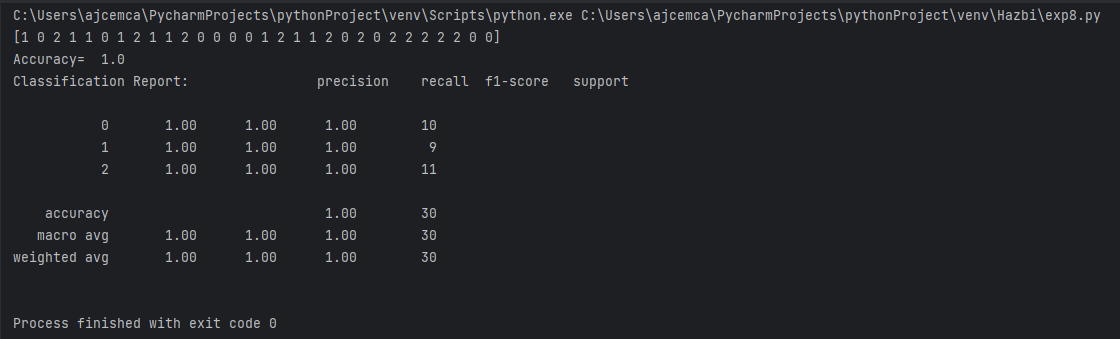 C:\Users\ajcemca\PycharmProjects\pythonProject\venv\Scripts\python.exe C:\Users\ajcemca\PycharmProjects\pythonProject\venv\Hazbi\exp8.py
[1 0 2 1 1 0 1 2 1 1 2 0 0 0 0 1 2 1 1 2 0 2 0 2 2 2 2 2 0 0]
Accuracy=  1.0
Classification Report:                precision    recall  f1-score   support

           0       1.00      1.00      1.00        10
           1       1.00      1.00      1.00         9
           2       1.00      1.00      1.00        11

    accuracy                           1.00        30
   macro avg       1.00      1.00      1.00        30
weighted avg       1.00      1.00      1.00        30


Process finished with exit code 0